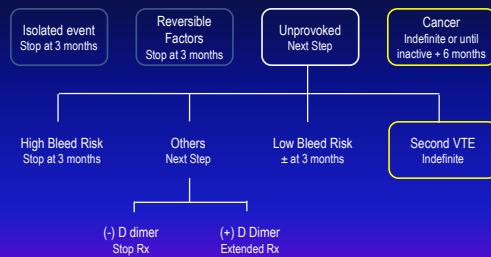 Isolated event
Stop at 3 months
Reversible
Factors
Stop at 3 months
Unprovoked
Next Step
Cancer
Indefinite or until
inactive + 6 months
High Bleed Risk
Stop at 3 months
Others
Next Step
Low Bleed Risk
± at 3 months
Second VTE
Indefinite
(-) D dimer
Stop Rx
(+) D Dimer
Extended Rx